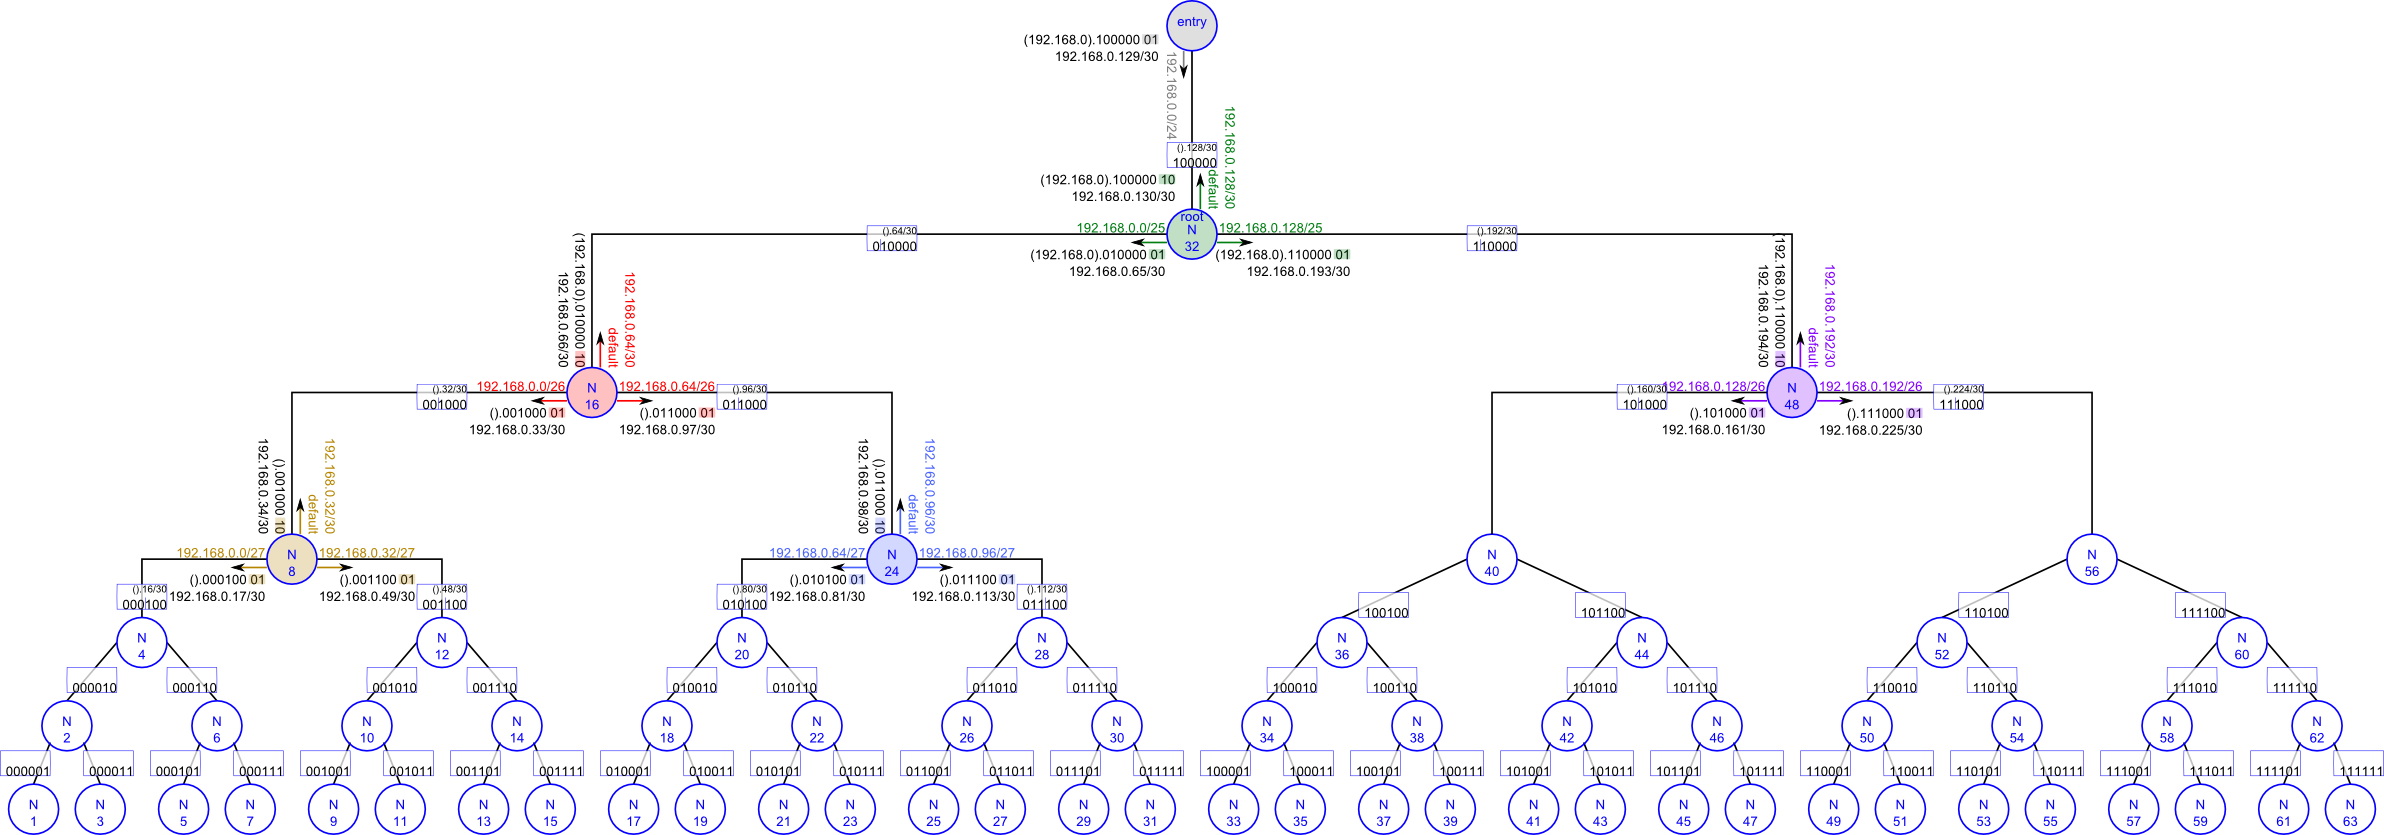 entry
(192.168.0).100000 01
192.168.0.129/30
192.168.0.0/24
192.168.0.128/30
default
().128/30
100000
(192.168.0).100000 10
192.168.0.130/30
root
N
32
192.168.0.0/25
192.168.0.128/25
(192.168.0).010000 01
192.168.0.65/30
(192.168.0).110000 01
192.168.0.193/30
().64/30
010000
().192/30
110000
(192.168.0).010000 10
192.168.0.66/30
192.168.0.64/30
default
(192.168.0).110000 10
192.168.0.194/30
192.168.0.192/30
default
().32/30
001000
192.168.0.0/26
N
16
192.168.0.64/26
().96/30
011000
().001000 01
192.168.0.33/30
().011000 01
192.168.0.97/30
().160/30
101000
192.168.0.128/26
N
48
192.168.0.192/26
().224/30
111000
().101000 01
192.168.0.161/30
().111000 01
192.168.0.225/30
().001000 10
192.168.0.34/30
192.168.0.32/30
default
().011000 10
192.168.0.98/30
192.168.0.96/30
default
192.168.0.0/27
N
8
192.168.0.32/27
().000100 01
192.168.0.17/30
().001100 01
192.168.0.49/30
().16/30
000100
().48/30
001100
192.168.0.64/27
N
24
192.168.0.96/27
().010100 01
192.168.0.81/30
().011100 01
192.168.0.113/30
().80/30
010100
().112/30
011100
N
40
N
56
100100
101100
110100
111100
N
4
N
12
N
20
N
28
N
36
N
44
N
52
N
60
000010
000110
001010
001110
010010
010110
011010
011110
100010
100110
101010
101110
110010
110110
111010
111110
N
2
N
6
N
10
N
14
N
18
N
22
N
26
N
30
N
34
N
38
N
42
N
46
N
50
N
54
N
58
N
62
000001
000011
000101
000111
001001
001011
001101
001111
010001
010011
010101
010111
011001
011011
011101
011111
100001
100011
100101
100111
101001
101011
101101
101111
110001
110011
110101
110111
111001
111011
111101
111111
N
1
N
3
N
5
N
7
N
9
N
11
N
13
N
15
N
17
N
19
N
21
N
23
N
25
N
27
N
29
N
31
N
33
N
35
N
37
N
39
N
41
N
43
N
45
N
47
N
49
N
51
N
53
N
55
N
57
N
59
N
61
N
63